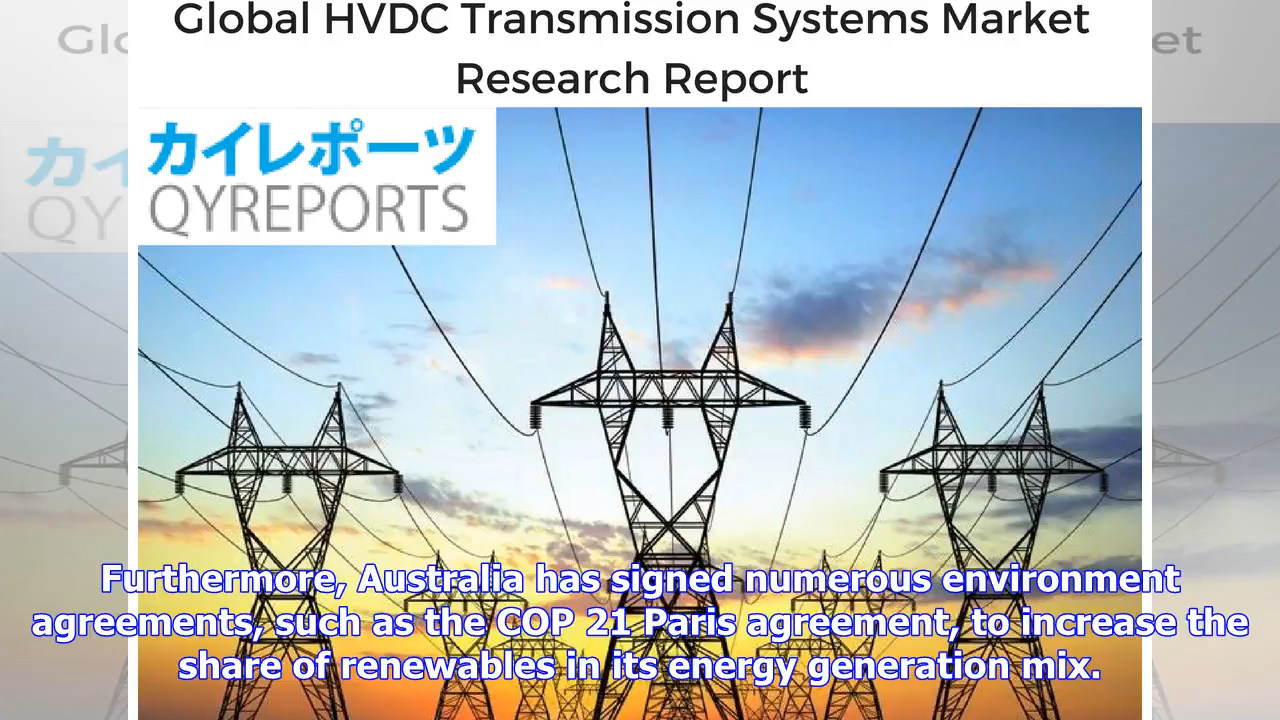 Global HVDC Transmission Systems Market
Research Report
カイレポーツ
QYREPORTS
Furthermore, Australia has signed numerous environment
agreements, such as the COP 21 Paris agreement, to increase the
share of renewables in its energy generation mix.